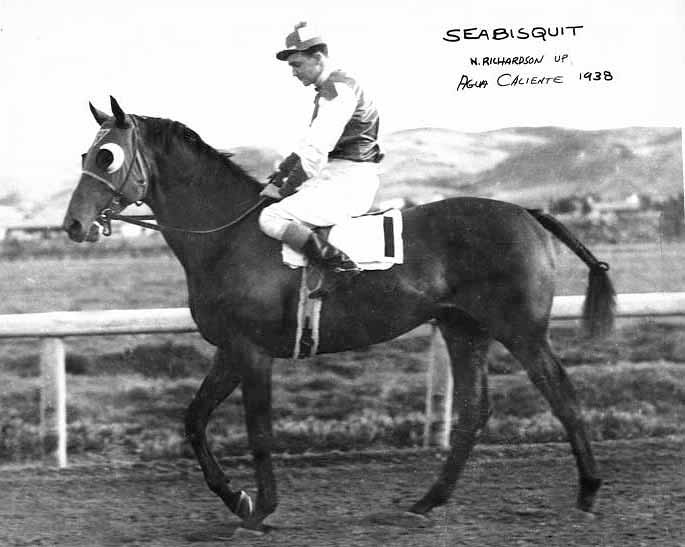 SEABISQUIT
N. RICHARDSON UP
AGUA CALIENTE 1938